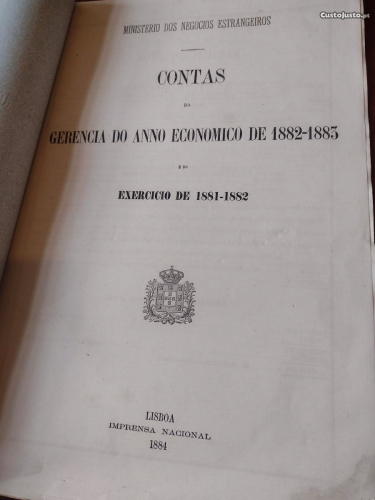 CustoJusto.pt
MINISTERIO DOS NEGOCIOS ESTRANGEIROS
CONTAS
DA
GERENCIA DO ANNO ECONOMICO DE 1882-1883
E DO
EXERCICIO DE 1881-1882
LISBOA
IMPRENSA NACIONAL
1884